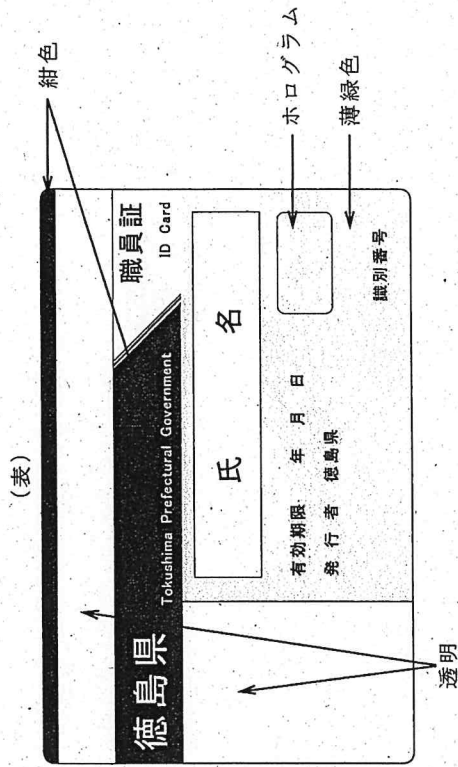 (表)
紺色
徳島県 Tokushima Prefectural Government
職員証
ID Card
氏 名
ホログラム
有効期限 年 月 日
発行者 徳島県
薄緑色
識別番号
透明